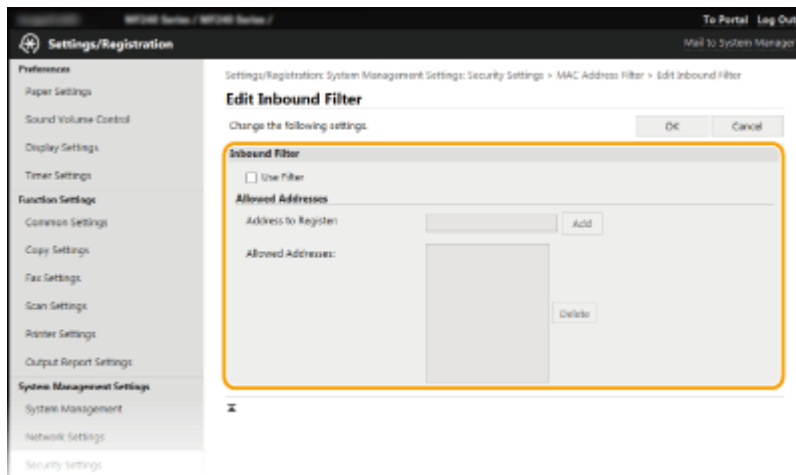 MF240 Series / MF240 Series /
To Portal Log Out
Settings/Registration
Mail to System Manager
Preferences
Paper Settings
Sound Volume Control
Display Settings
Timer Settings
Function Settings
Common Settings
Copy Settings
Fax Settings
Scan Settings
Printer Settings
Output Report Settings
System Management Settings
System Management
Network Settings
Security Settings
Settings/Registration: System Management Settings: Security Settings > MAC Address Filter > Edit Inbound Filter
Edit Inbound Filter
Change the following settings.
OK
Cancel
Inbound Filter
Use Filter
Allowed Addresses
Address to Register:
Add
Allowed Addresses:
Delete